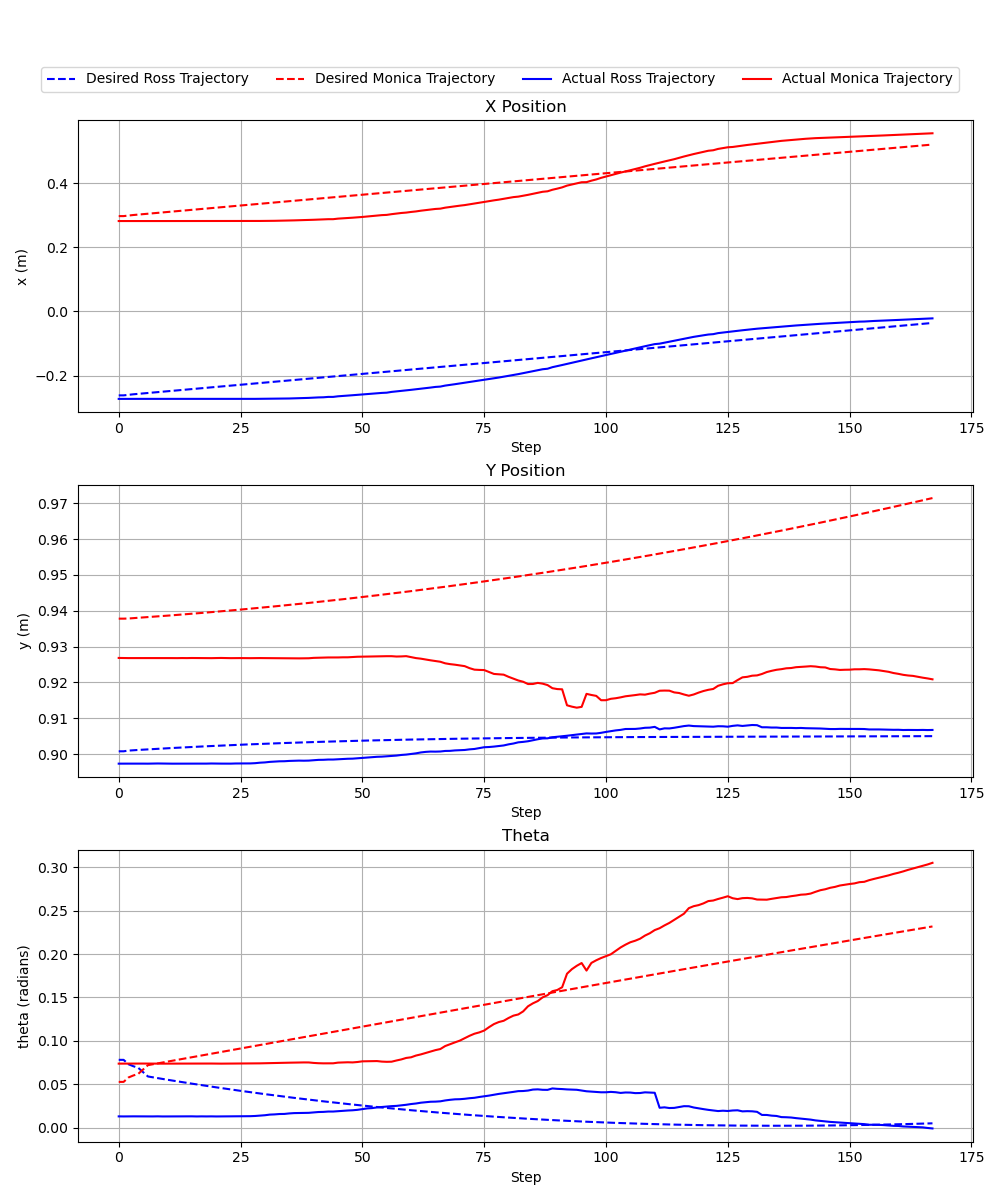 Desired Ross Trajectory Desired Monica Trajectory Actual Ross Trajectory Actual Monica Trajectory
X Position
0.4
0.2
0.0
−0.2
x (m)
0 25 50 75 100 125 150 175
Step
Y Position
0.97
0.96
0.95
0.94
0.93
0.92
0.91
0.90
y (m)
0 25 50 75 100 125 150 175
Step
Theta
0.30
0.25
0.20
0.15
0.10
0.05
0.00
theta (radians)
0 25 50 75 100 125 150 175
Step